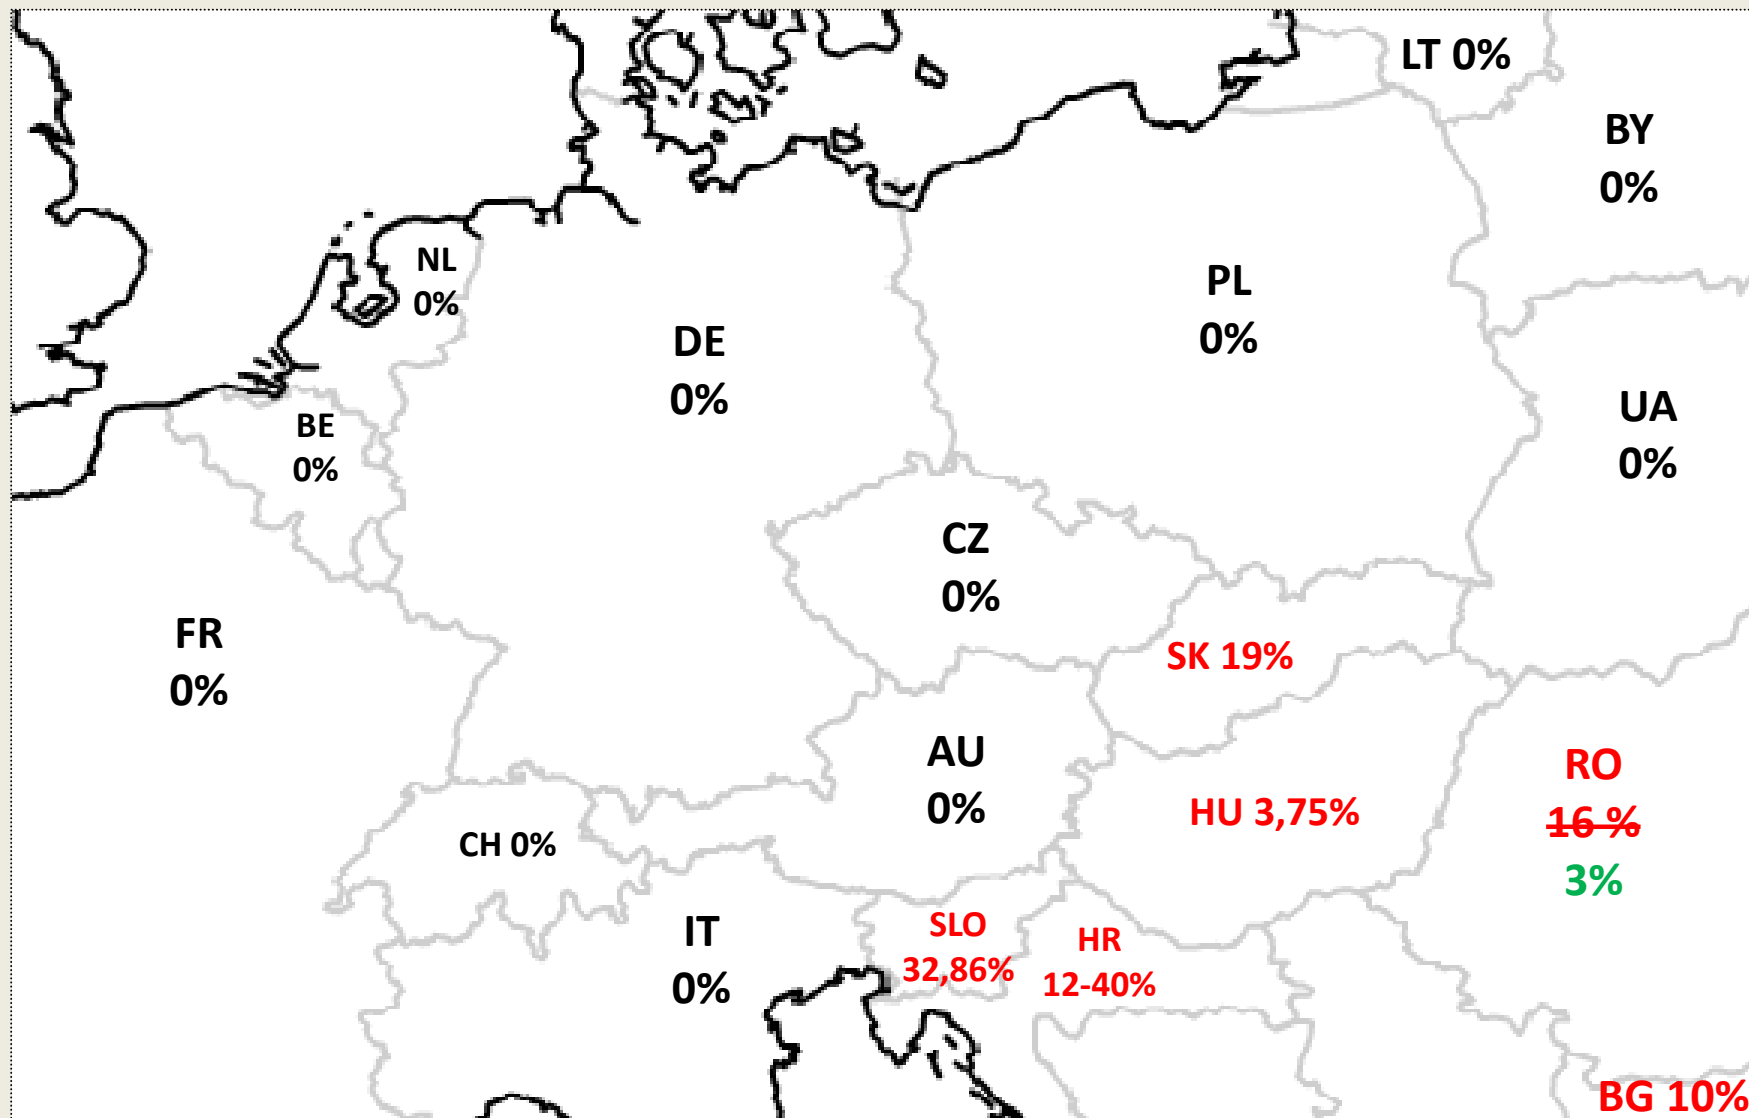 LT 0%
BY
0%
NL
0%
PL
0%
DE
0%
UA
0%
BE
0%
CZ
0%
FR
0%
SK 19%
AU
0%
RO
16 %
3%
HU 3,75%
CH 0%
IT
0%
SLO
32,86%
HR
12-40%
BG 10%